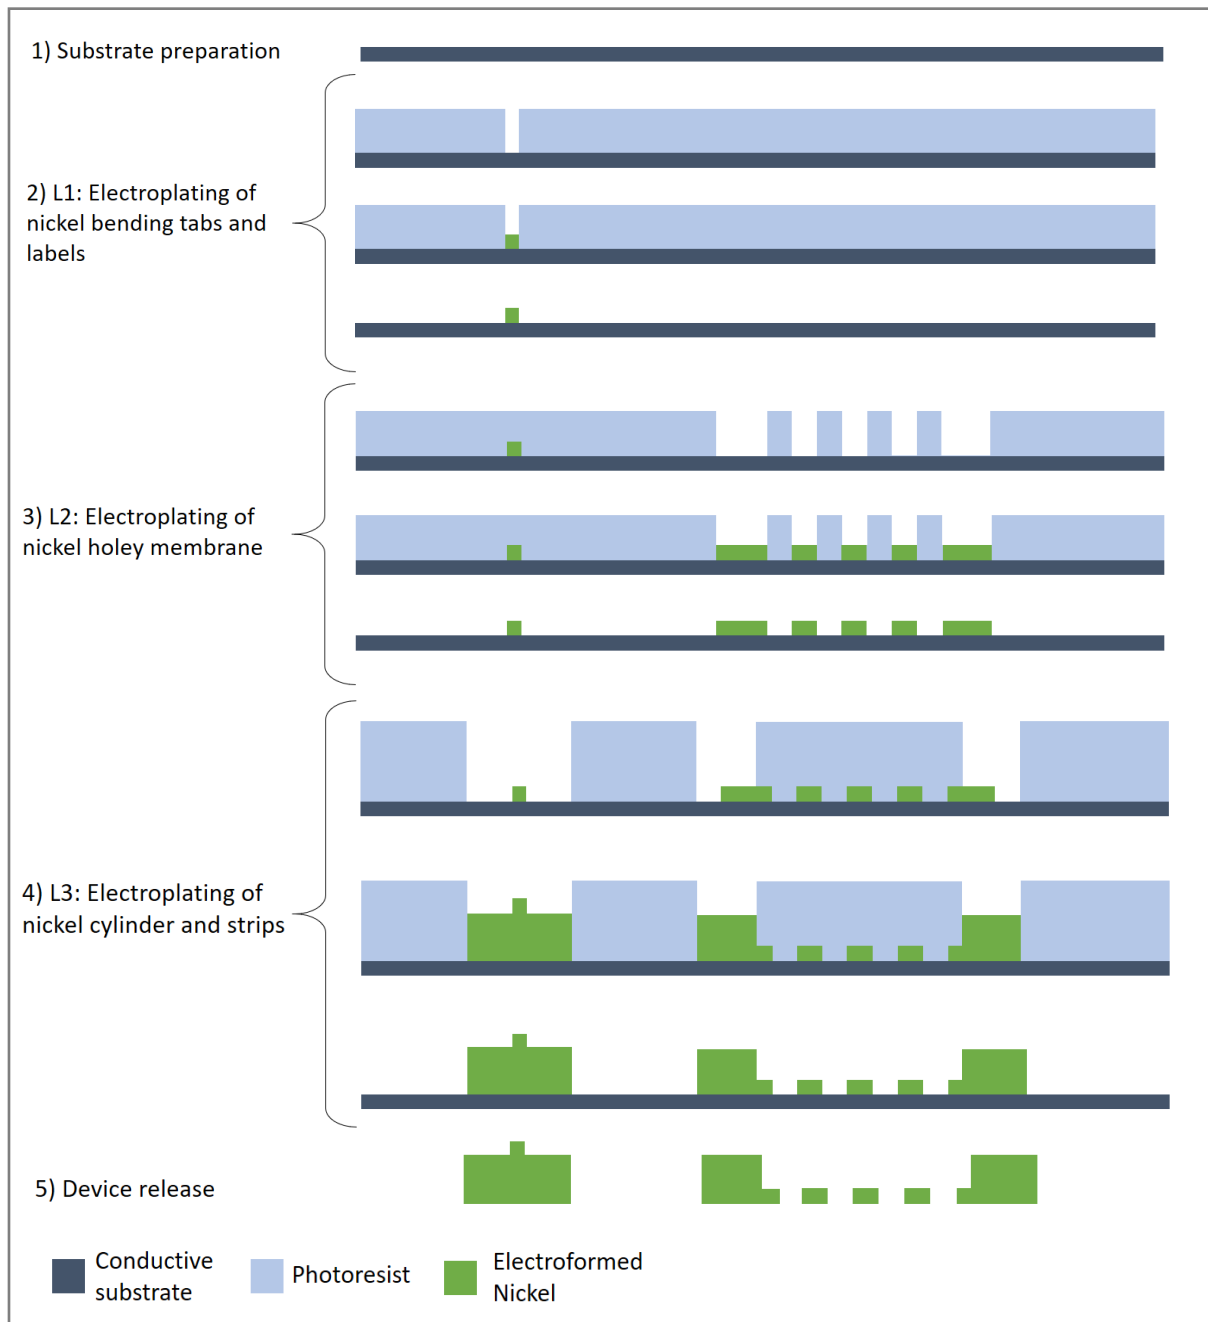 1) Substrate preparation
2) L1: Electroplating of
nickel bending tabs and
labels
3) L2: Electroplating of
nickel holey membrane
4) L3: Electroplating of
nickel cylinder and strips
5) Device release
Conductive
substrate
Photoresist
Electroformed
Nickel